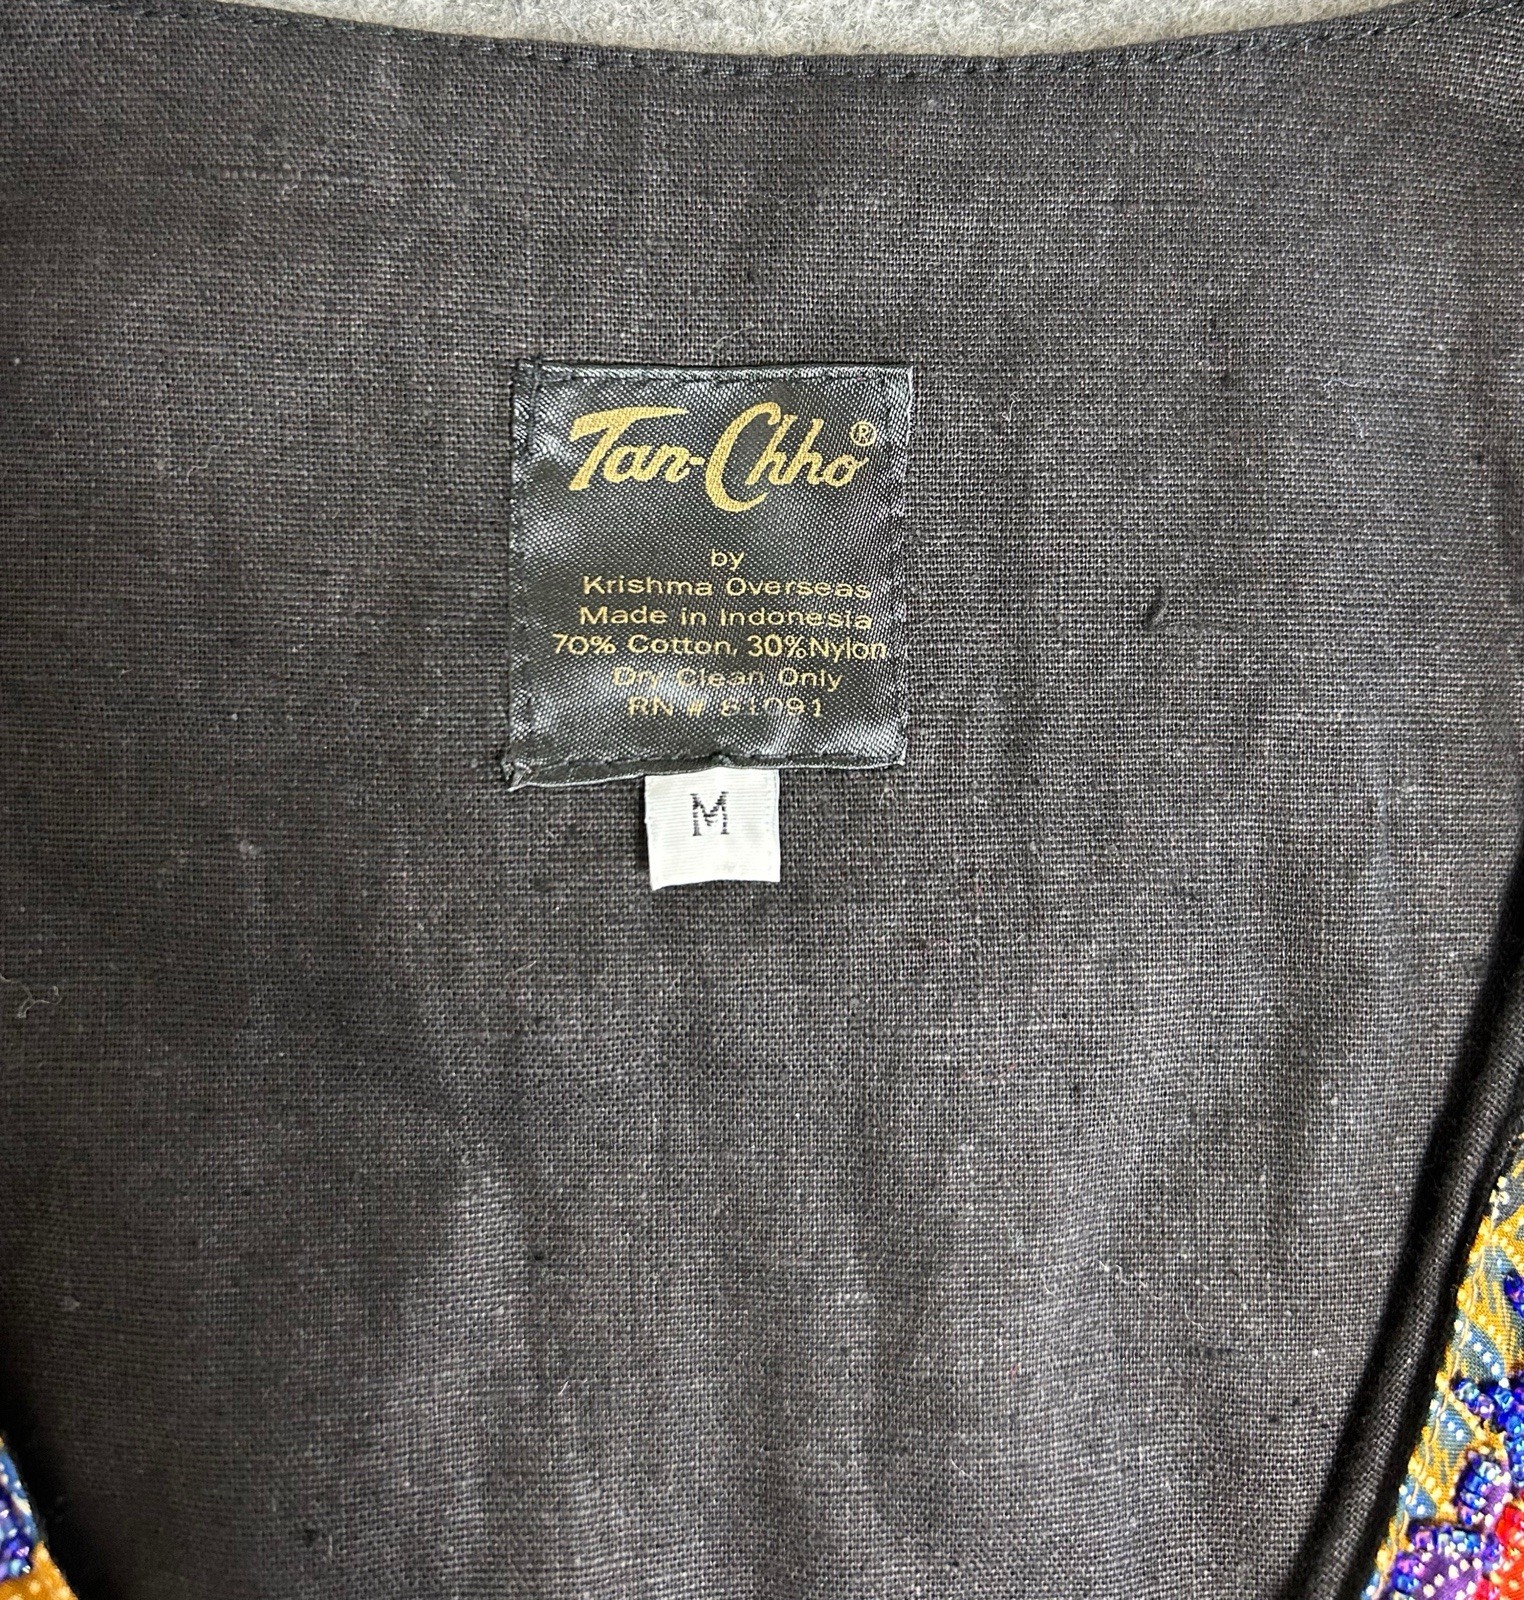 Tan-Chho®
by
Krishma Overseas
Made in Indonesia
70% Cotton, 30%Nylon
Dry Clean Only
RN # 81091
M